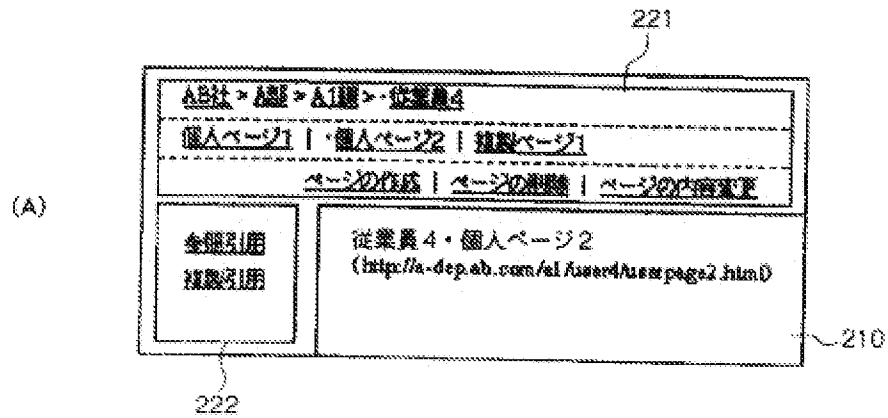 221
AB社 > A部 > A1課 > ・従業員4
個人ページ1 | ・個人ページ2 | 複製ページ1
ページの作成 | ページの削除 | ページの内容変更
(A)
全個引用
複製引用
従業員4・個人ページ2
(http://a-dep.ab.com/a1/user4/userpage2.html)
210
222